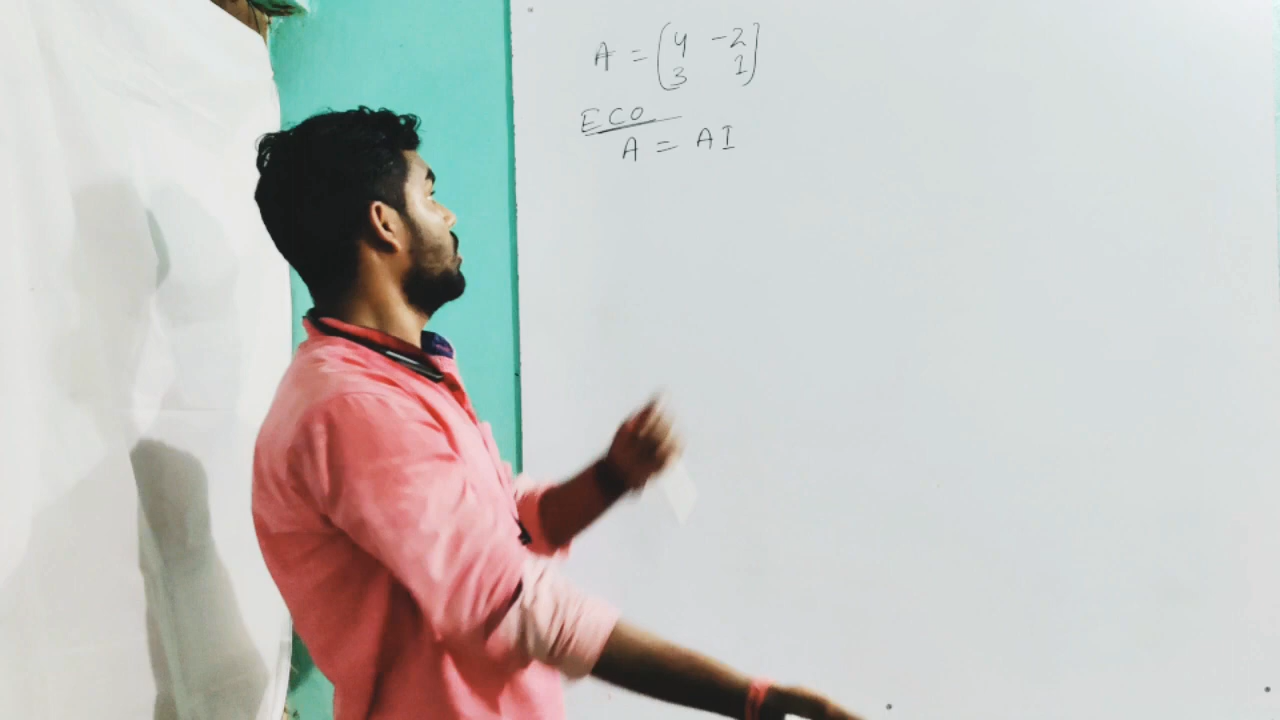 A = (4 -2
3 1)
ECO
A = AI